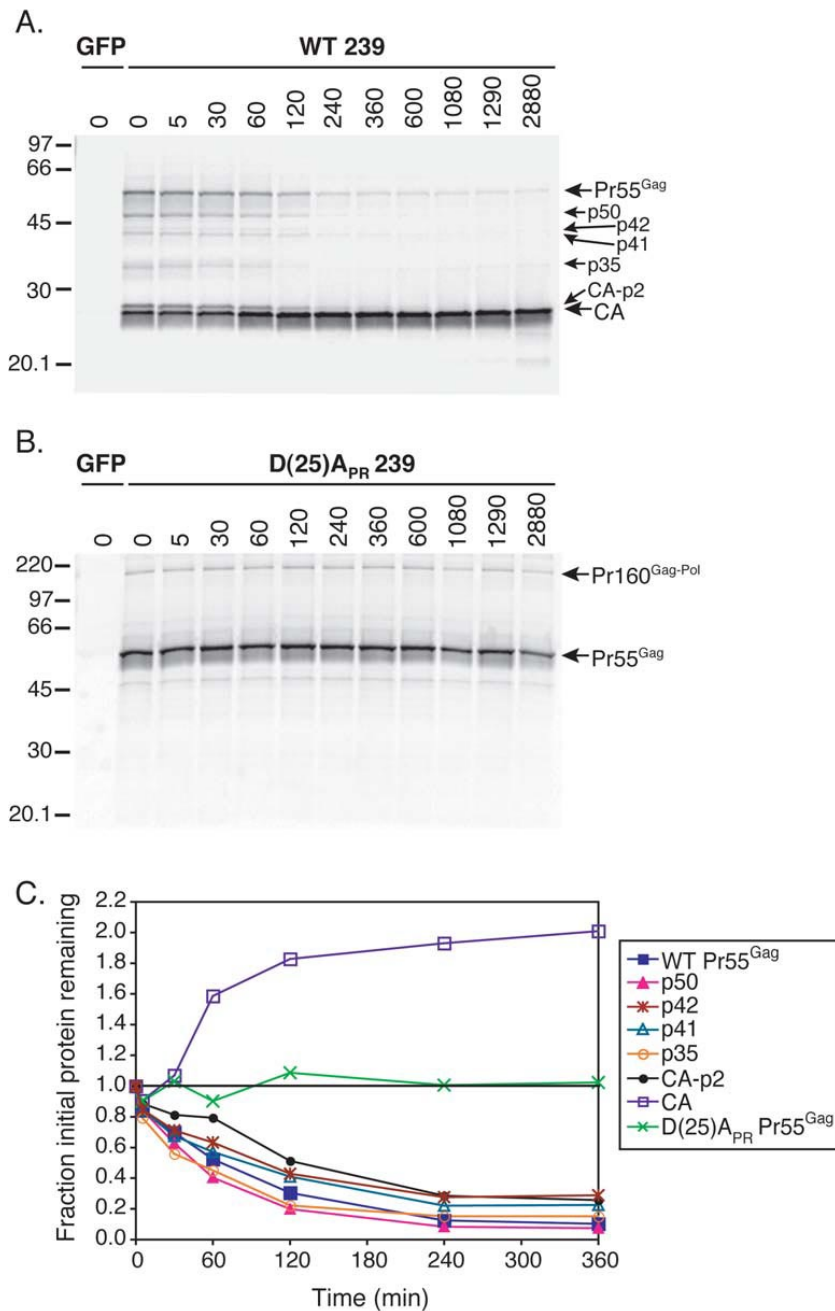 A.
GFP WT 239
0 0 5 30 60 120 240 360 600 1080 1290 2880
97
66
45
30
20.1
Pr55Gag
p50
p42
p41
p35
CA-p2
CA
B.
GFP D(25)APR 239
0 0 5 30 60 120 240 360 600 1080 1290 2880
220
97
66
45
30
20.1
Pr160Gag-Pol
Pr55Gag
C.
Fraction initial protein remaining
2.2
2.0
1.8
1.6
1.4
1.2
1.0
0.8
0.6
0.4
0.2
0.0
0 60 120 240 300 360
Time (min)
WT Pr55Gag
p50
p42
p41
p35
CA-p2
CA
D(25)APR Pr55Gag